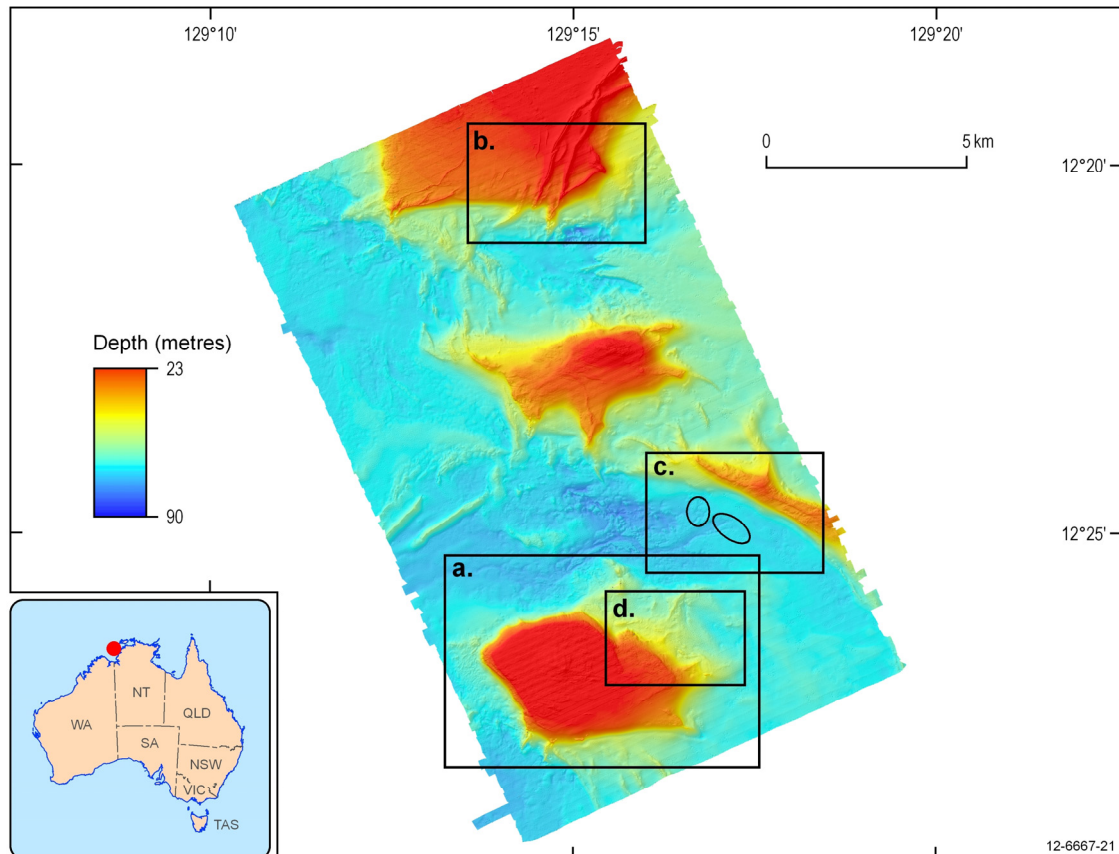 129°10'
129°15'
129°20'
b.
0
5 km
12°20'
Depth (metres)
23
90
c.
12°25'
a.
d.
NT
WA
QLD
SA
NSW
VIC
TAS
12-6667-21